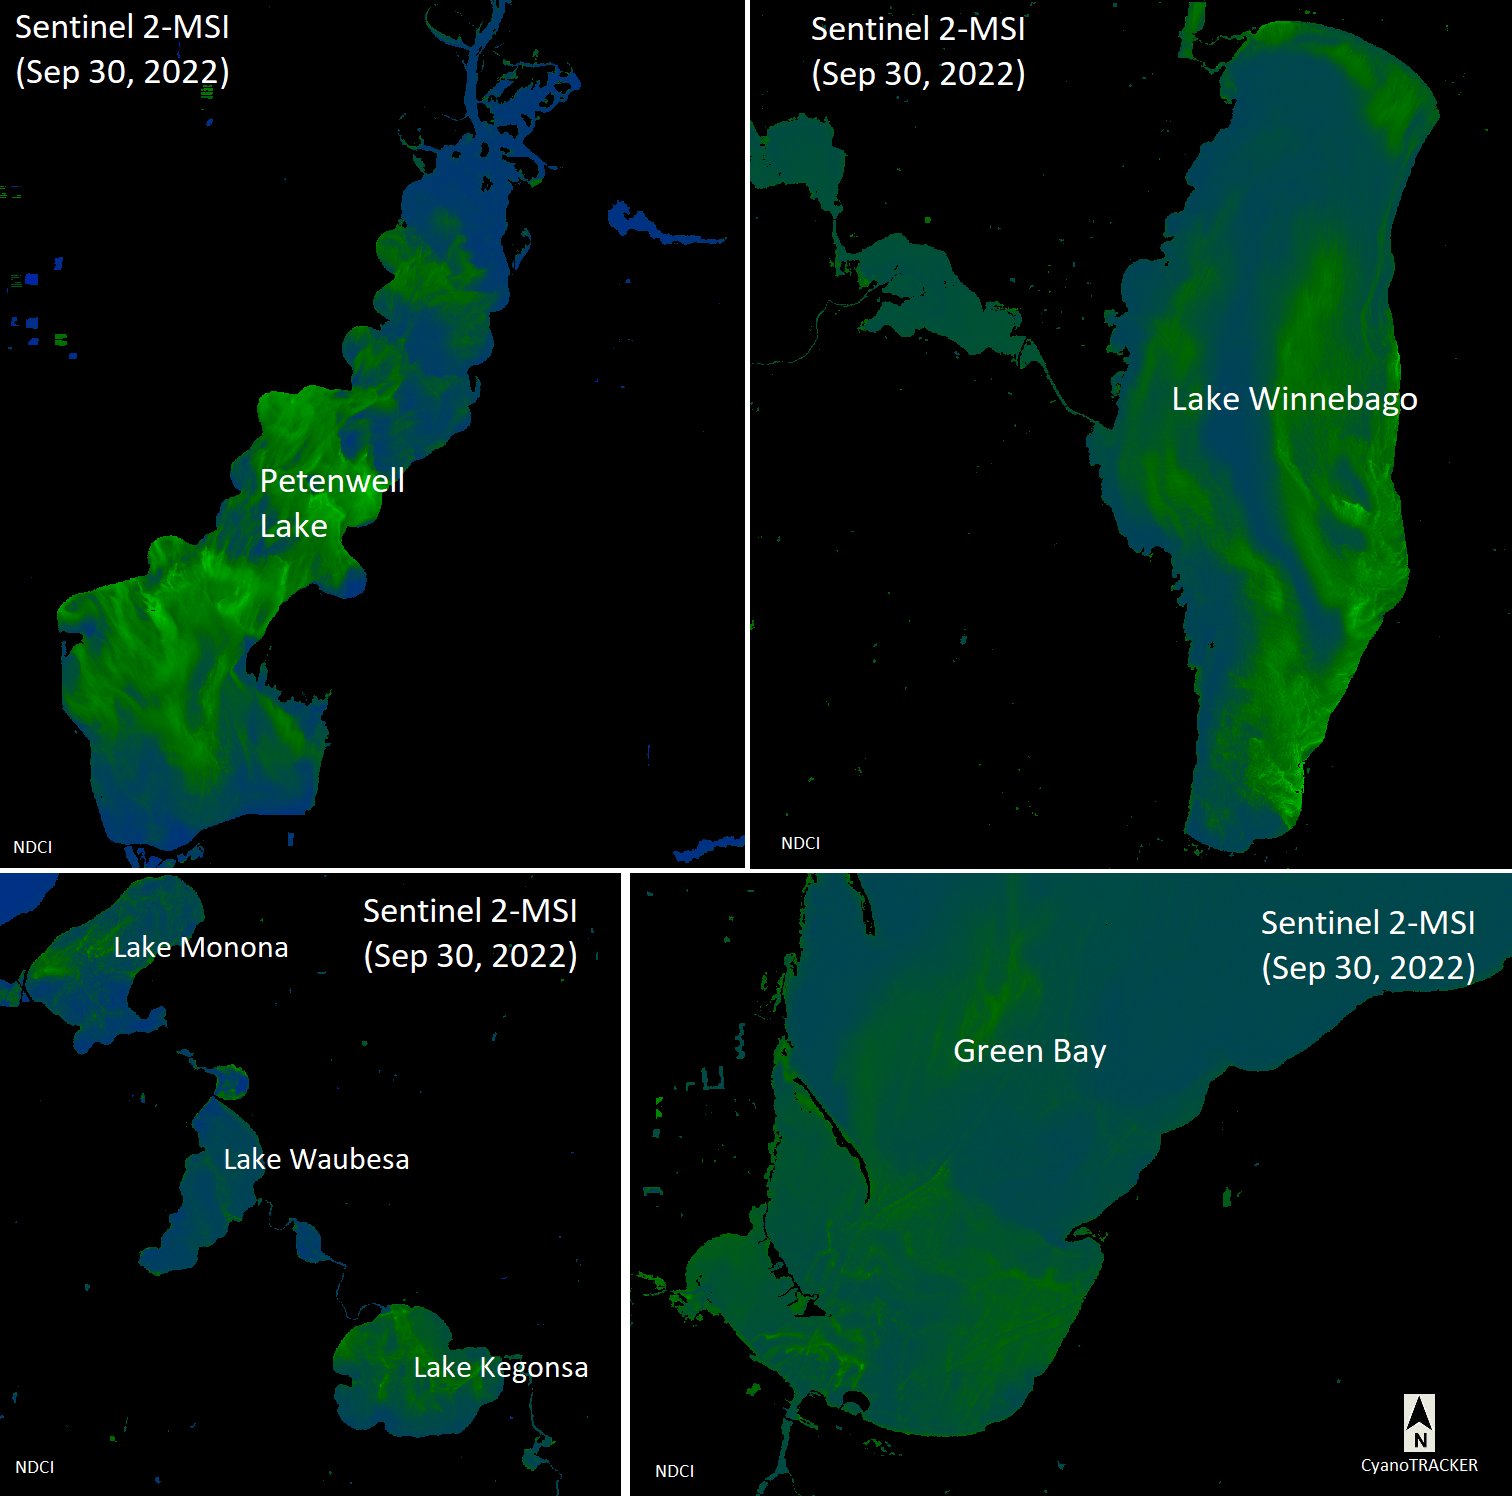 Sentinel 2-MSI
(Sep 30, 2022)
Petenwell
Lake
NDCI
Sentinel 2-MSI
(Sep 30, 2022)
Lake Winnebago
NDCI
Sentinel 2-MSI
(Sep 30, 2022)
Lake Monona
Lake Waubesa
Lake Kegonsa
NDCI
Sentinel 2-MSI
(Sep 30, 2022)
Green Bay
NDCI
N
CyanoTRACKER